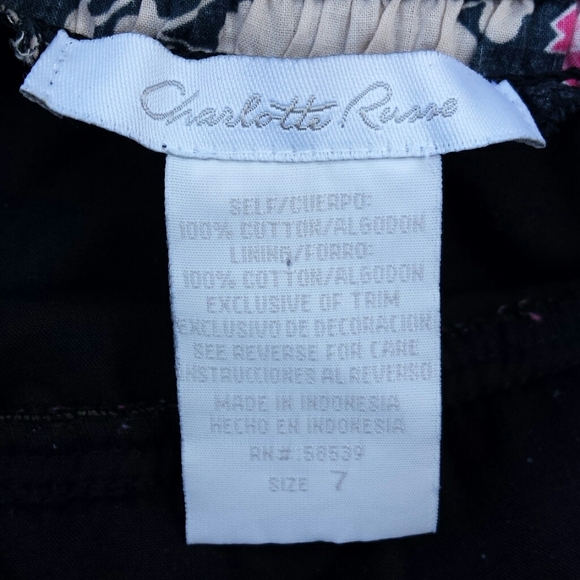 Charlotte Russe
SELF/CUERPO:
100% COTTON/ALGODON
LINING/FORRO:
100% COTTON/ALGODON
EXCLUSIVE OF TRIM
EXCLUSIVO DE DECORACION
SEE REVERSE FOR CARE
INSTRUCCIONES AL REVERSO
MADE IN INDONESIA
HECHO EN INDONESIA
RN#:58539
SIZE 7